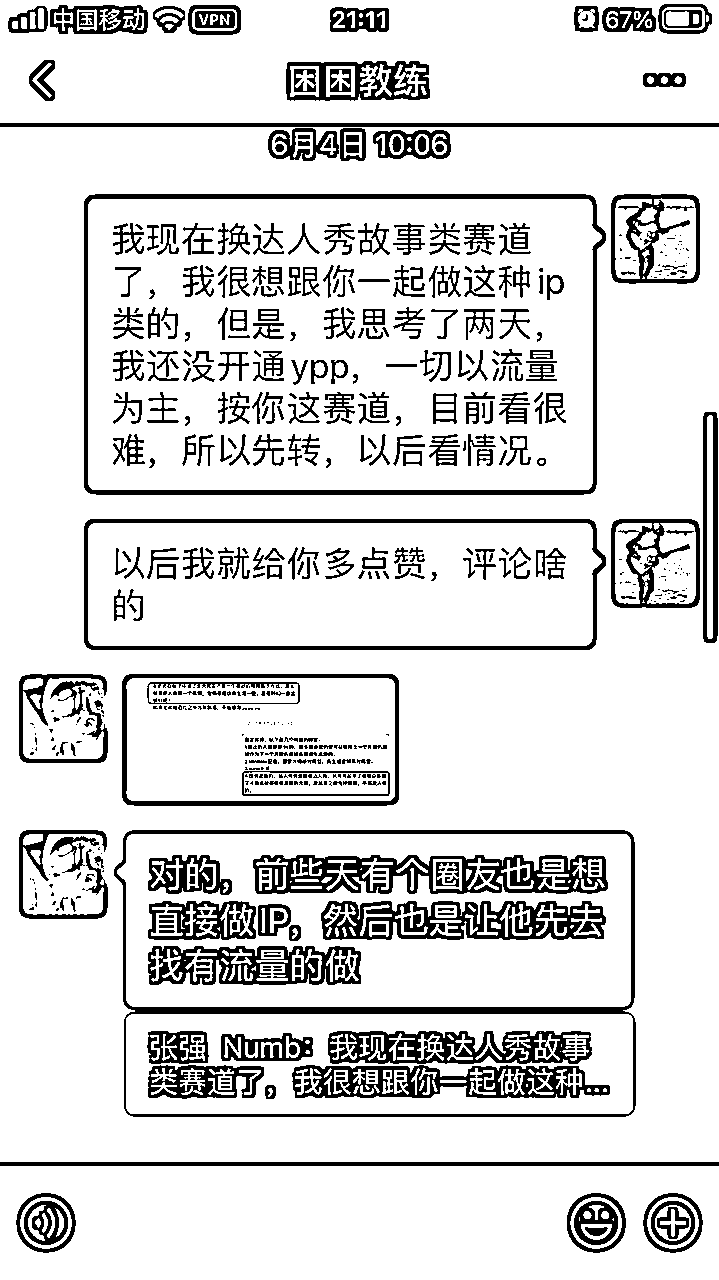 中国移动 VPN 21:11 67%
困困教练
6月4日 10:06
我现在换达人秀故事类赛道
了，我很想跟你一起做这种ip
类的，但是，我思考了两天，
我还没开通ypp，一切以流量
为主，按你这赛道，目前看很
难，所以先转，以后看情况。
以后我就给你多点赞，评论啥
的
对的，前些天有个圈友也是想
直接做IP，然后也是让他先去
找有流量的做
张强 Numb：我现在换达人秀故事
类赛道了，我很想跟你一起做这种...